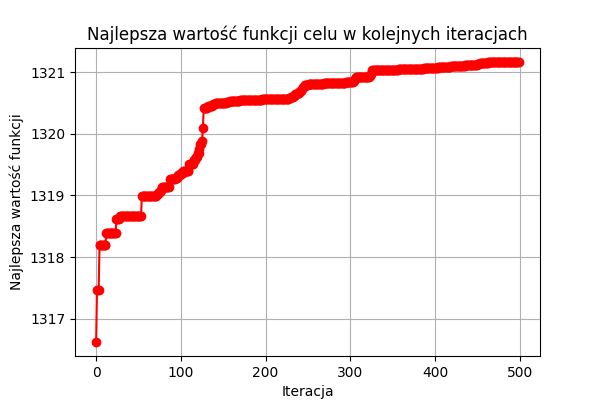 Najlepsza wartość funkcji celu w kolejnych iteracjach
1321
1320
1319
1318
1317
Najlepsza wartość funkcji
0 100 200 300 400 500
Iteracja